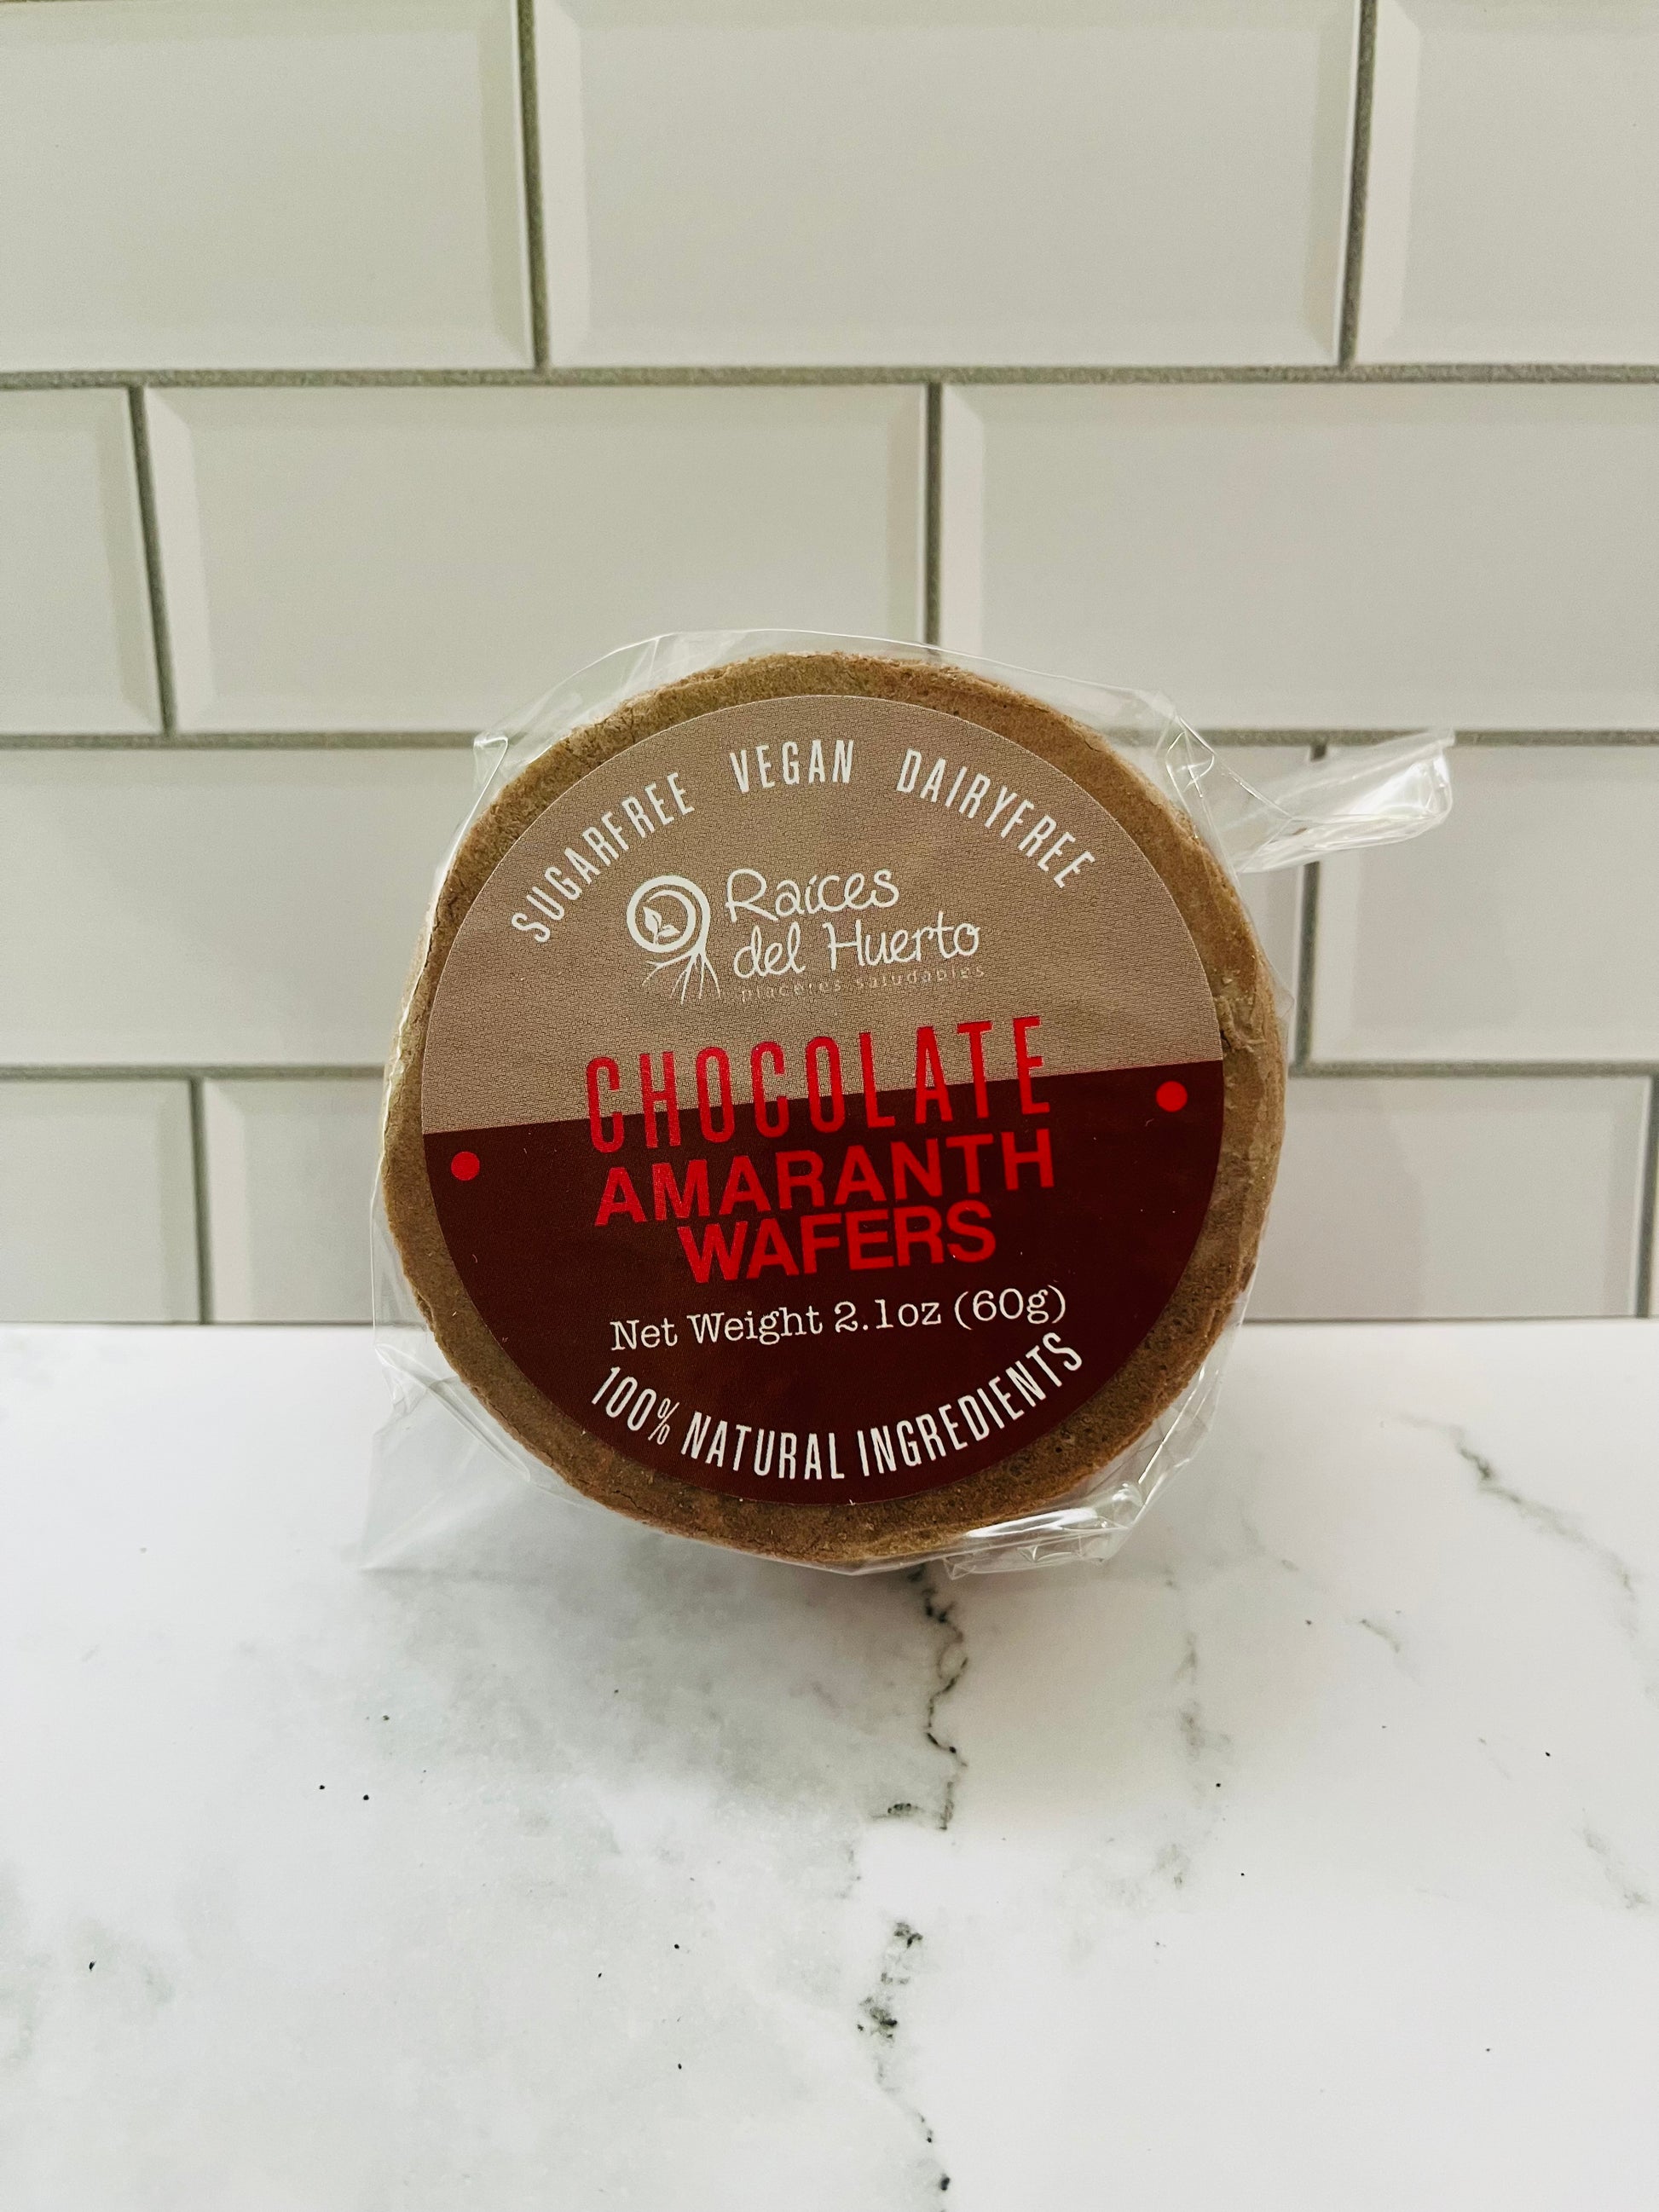 SUGARFREE VEGAN DAIRYFREE
Raíces
del Huerto
placeres saludables
CHOCOLATE
AMARANTH
WAFERS
Net Weight 2.1oz (60g)
100% NATURAL INGREDIENTS